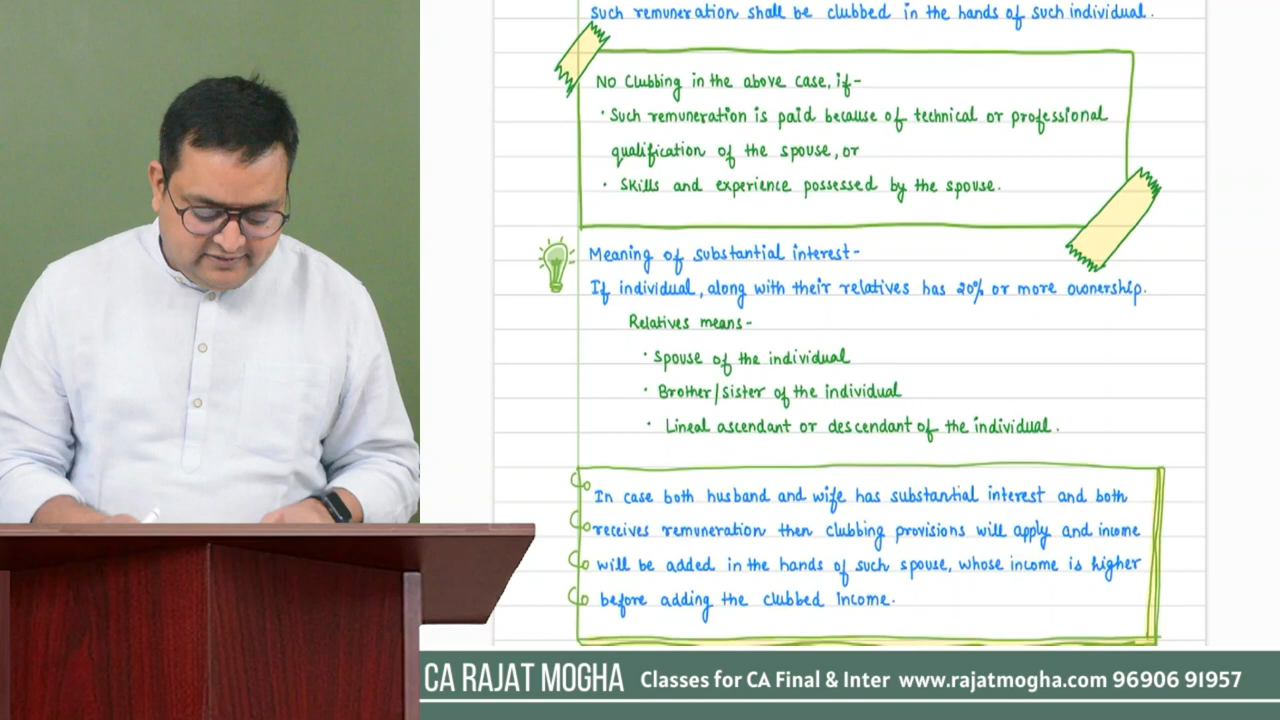 such remuneration shall be clubbed in the hands of such individual.
No Clubbing in the above case, if-
· Such remuneration is paid because of technical or professional
qualification of the spouse, or
· Skills and experience possessed by the spouse.
Meaning of substantial interest-
If individual, along with their relatives has 20% or more ownership.
Relatives means-
· Spouse of the individual
· Brother/Sister of the individual
· Lineal ascendant or descendant of the individual.
In case both husband and wife has substantial interest and both
receives remuneration then clubbing provisions will apply and income
will be added in the hands of such spouse, whose income is higher
before adding the clubbed Income.
CA RAJAT MOGHA Classes for CA Final & Inter www.rajatmogha.com 96906 91957